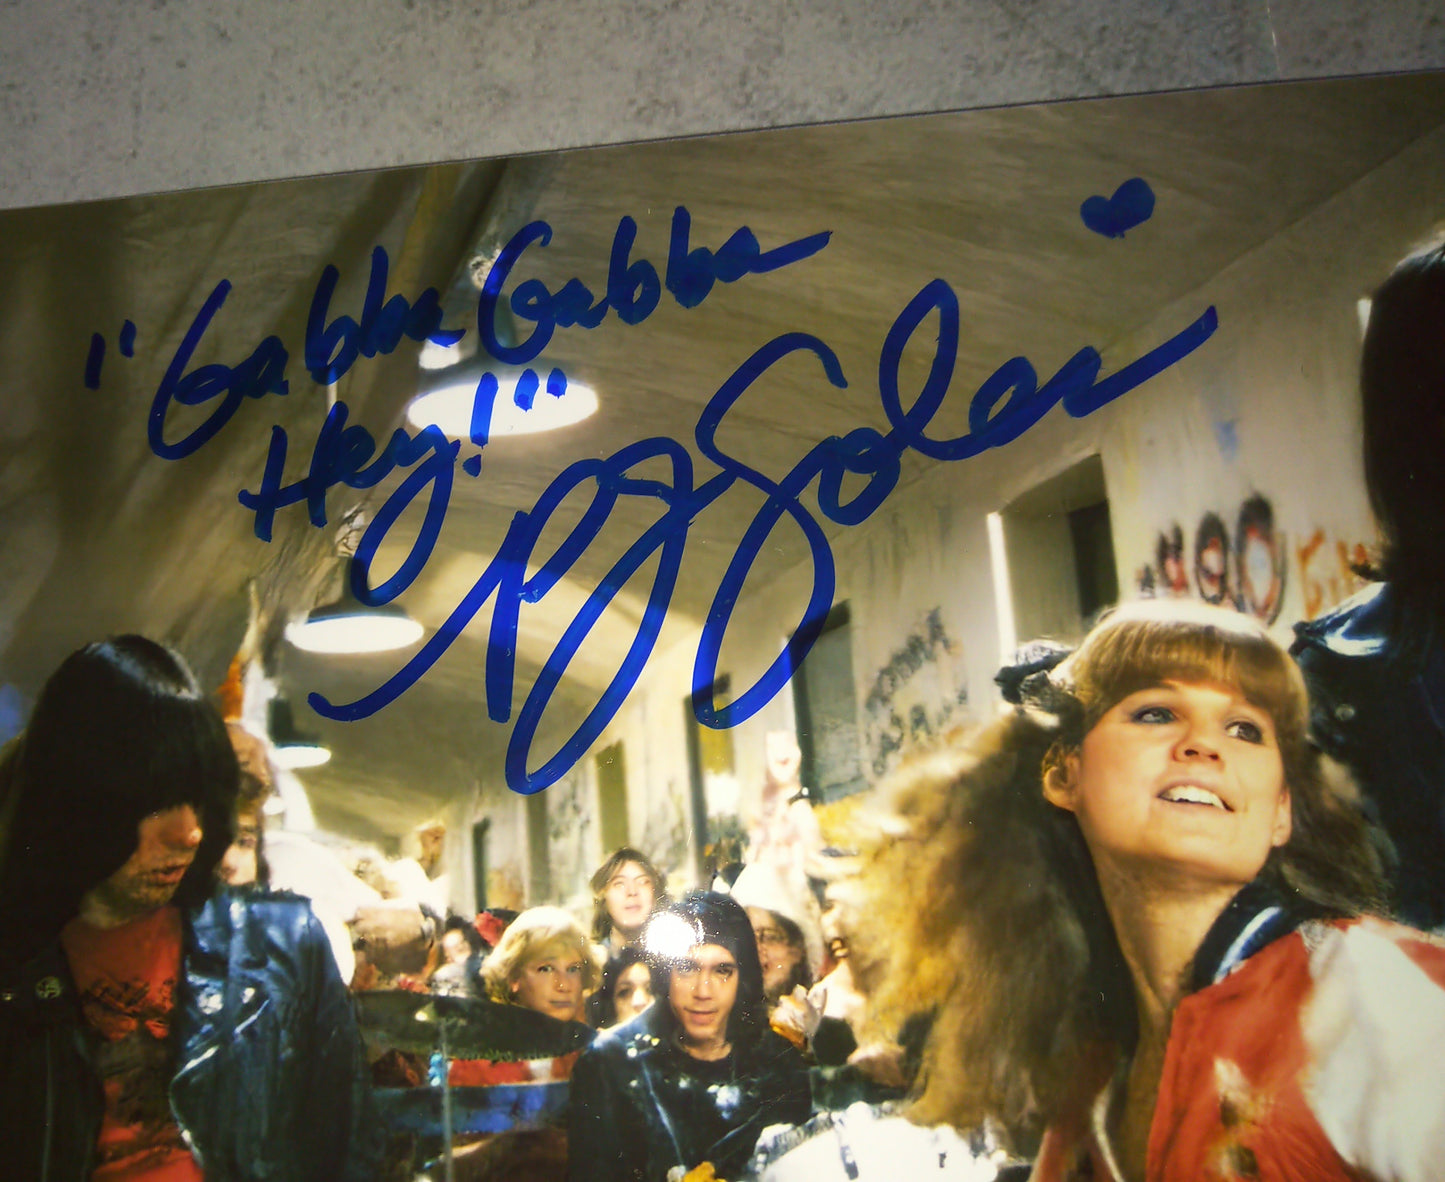 "Gabba Gabba
Hey!"
PJ Soles